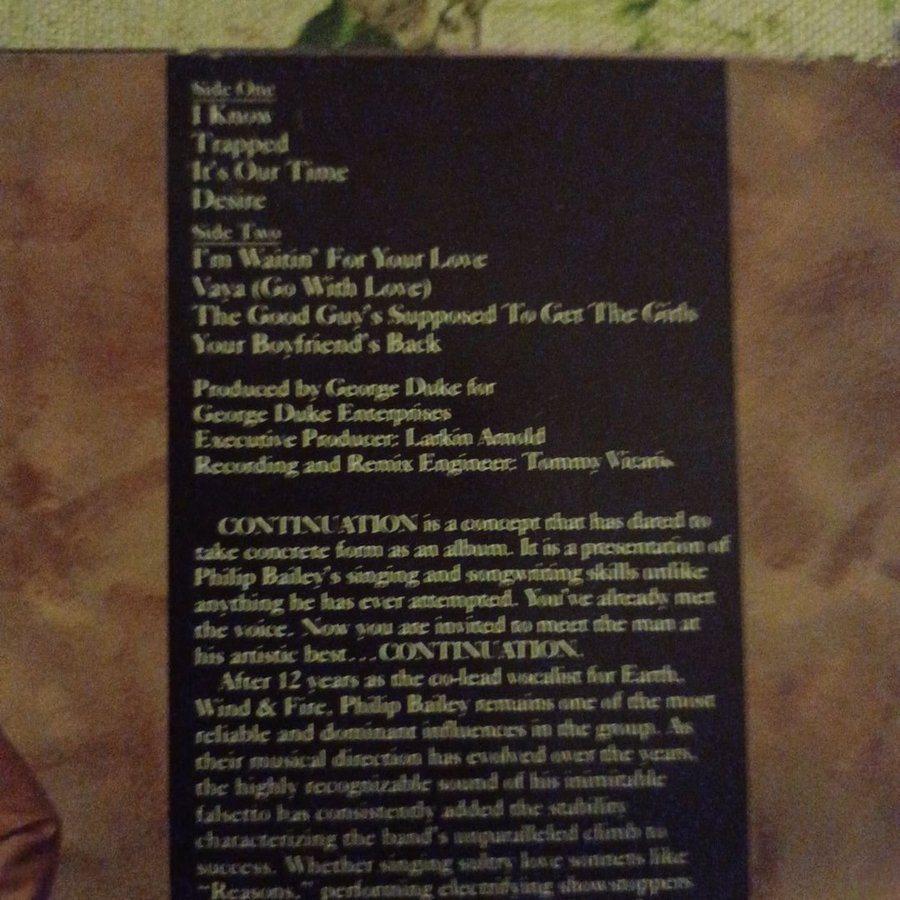 Side One
I Know
Trapped
It's Our Time
Desire
Side Two
I'm Waitin' For Your Love
Vaya (Go With Love)
The Good Guy's Supposed To Get The Girls
Your Boyfriend's Back
Produced by George Duke for
George Duke Enterprises
Executive Producer: Larkin Arnold
Recording and Remix Engineer: Tommy Vicari.
CONTINUATION is a concept that has dared to
take concrete form as an album. It is a presentation of
Philip Bailey's singing and songwriting skills unlike
anything he has ever attempted. You've already met
the voice. Now you are invited to meet the man at
his artistic best...CONTINUATION.
After 12 years as the co-lead vocalist for Earth,
Wind & Fire, Philip Bailey remains one of the most
reliable and dominant influences in the group. As
their musical direction has evolved over the years,
the highly recognizable sound of his inimitable
falsetto has consistently added the stability
characterizing the band's unparalleled climb to
success. Whether singing sultry love sonnets like
"Reasons," performing electrifying show stoppers